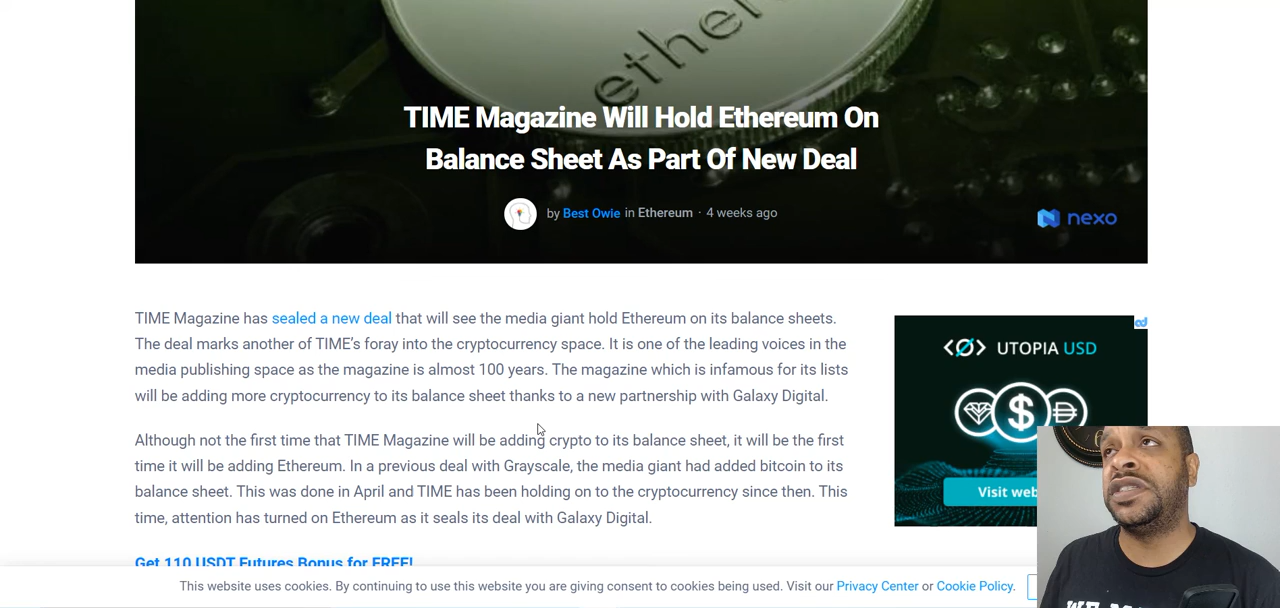 ether
TIME Magazine Will Hold Ethereum On
Balance Sheet As Part Of New Deal
by Best Owie in Ethereum · 4 weeks ago
nexo
TIME Magazine has sealed a new deal that will see the media giant hold Ethereum on its balance sheets.
The deal marks another of TIME's foray into the cryptocurrency space. It is one of the leading voices in the
media publishing space as the magazine is almost 100 years. The magazine which is infamous for its lists
will be adding more cryptocurrency to its balance sheet thanks to a new partnership with Galaxy Digital.
Although not the first time that TIME Magazine will be adding crypto to its balance sheet, it will be the first
time it will be adding Ethereum. In a previous deal with Grayscale, the media giant had added bitcoin to its
balance sheet. This was done in April and TIME has been holding on to the cryptocurrency since then. This
time, attention has turned on Ethereum as it seals its deal with Galaxy Digital.
Get 110 USDT Futures Bonus for FREE!
ad
UTOPIA USD
$
Visit web
This website uses cookies. By continuing to use this website you are giving consent to cookies being used. Visit our Privacy Center or Cookie Policy.